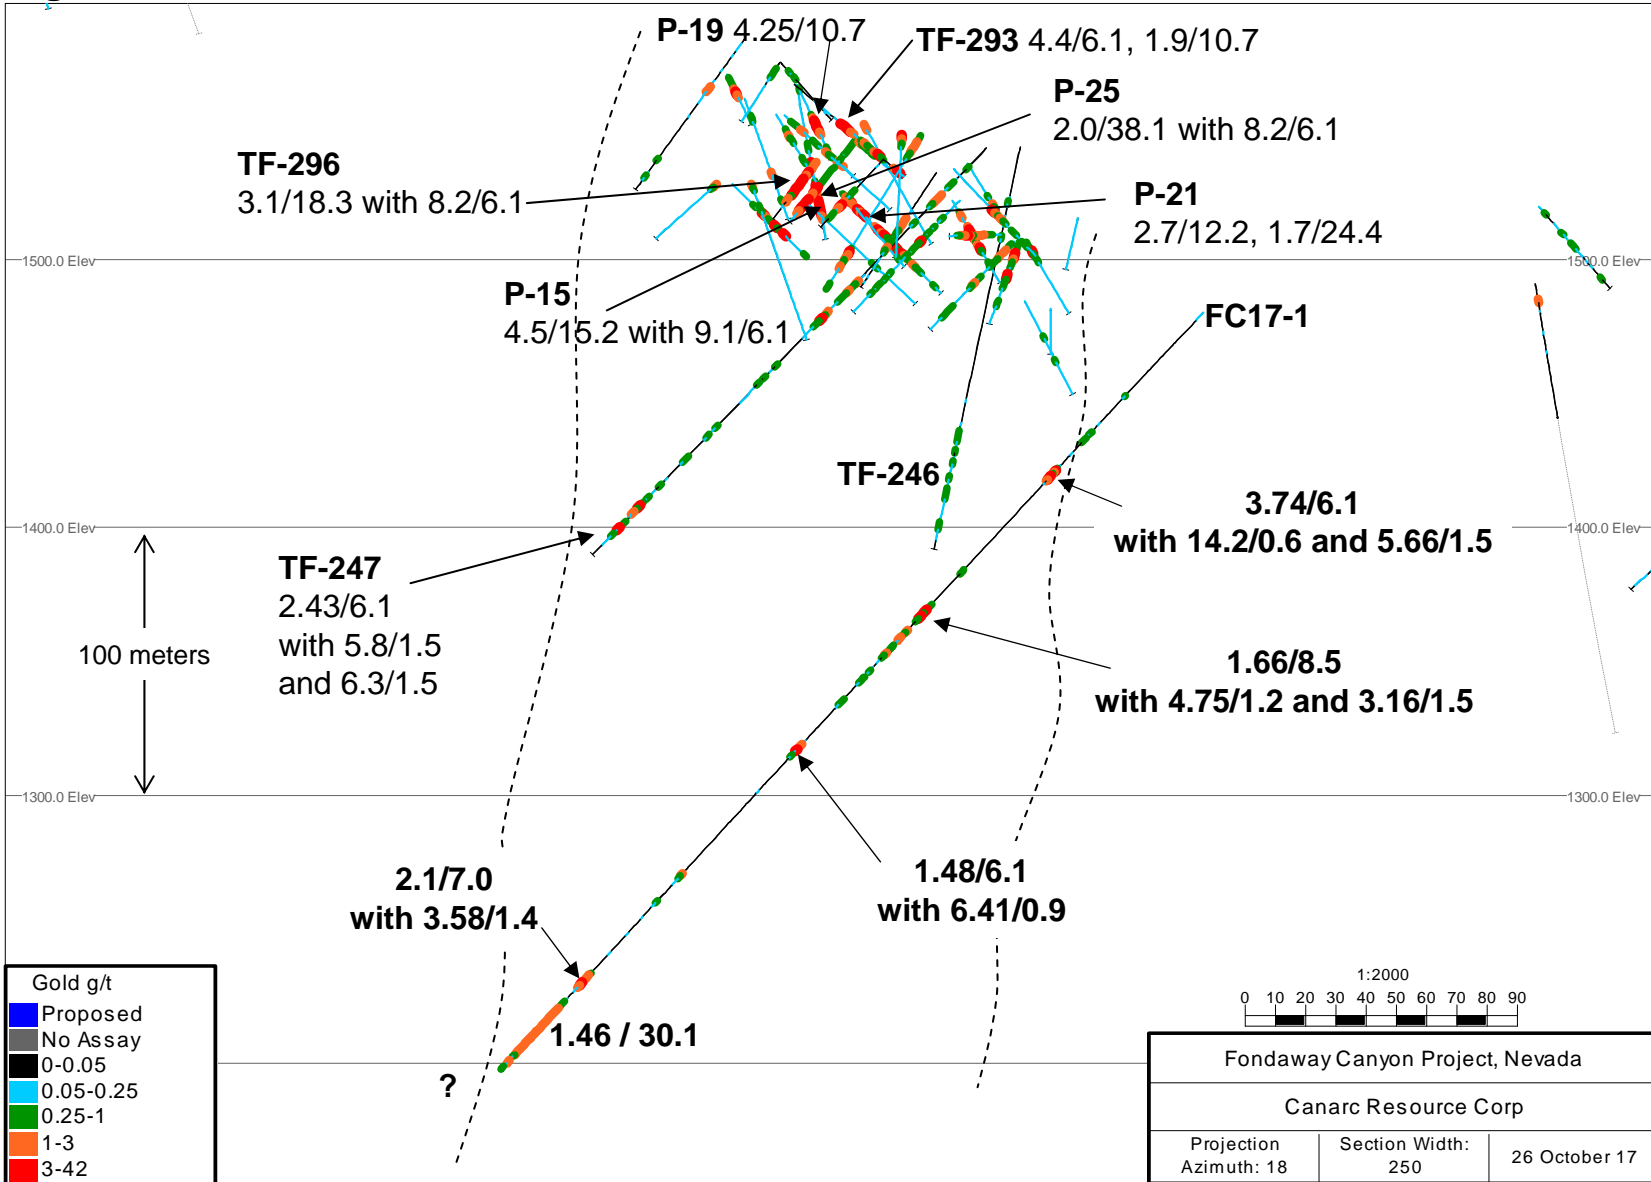 P-19 4.25/10.7
TF-293 4.4/6.1, 1.9/10.7
P-25
2.0/38.1 with 8.2/6.1
TF-296
3.1/18.3 with 8.2/6.1
P-21
2.7/12.2, 1.7/24.4
1500.0 Elev
1500.0 Elev
P-15
4.5/15.2 with 9.1/6.1
FC17-1
TF-246
3.74/6.1
with 14.2/0.6 and 5.66/1.5
1400.0 Elev
1400.0 Elev
TF-247
2.43/6.1
with 5.8/1.5
and 6.3/1.5
100 meters
1.66/8.5
with 4.75/1.2 and 3.16/1.5
1300.0 Elev
1300.0 Elev
2.1/7.0
with 3.58/1.4
1.48/6.1
with 6.41/0.9
1.46 / 30.1
?
Gold g/t
Proposed
No Assay
0-0.05
0.05-0.25
0.25-1
1-3
3-42
1:2000
0 10 20 30 40 50 60 70 80 90
Fondaway Canyon Project, Nevada
Canarc Resource Corp
Projection
Azimuth: 18
Section Width:
250
26 October 17